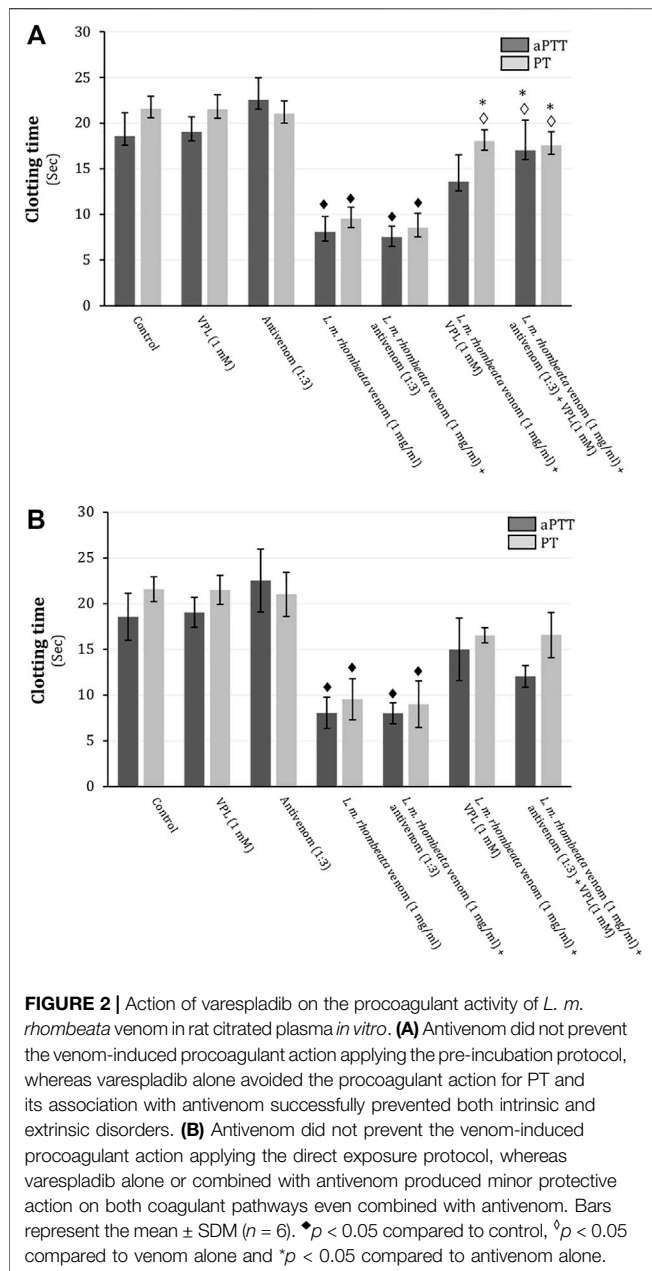 A
aPTT
PT
30
25
20
15
10
5
0
Clotting time
(Sec)
*
◊
*
◊
*
◊
◆
◆
◆
◆
Control
VPL (1 mM)
Antivenom (1:3)
L. m. rhombeata venom (1 mg/ml)
L. m. rhombeata venom (1 mg/ml) +
antivenom (1:3)
L. m. rhombeata venom (1 mg/ml) +
VPL (1 mM)
L. m. rhombeata venom (1 mg/ml) +
antivenom (1:3) + VPL(1 mM)
B
aPTT
PT
30
25
20
15
10
5
0
Clotting time
(Sec)
◆
◆
◆
◆
Control
VPL (1 mM)
Antivenom (1:3)
L. m. rhombeata venom (1 mg/ml)
L. m. rhombeata venom (1 mg/ml) +
antivenom (1:3)
L. m. rhombeata venom (1 mg/ml) +
VPL (1 mM)
L. m. rhombeata venom (1 mg/ml) +
antivenom (1:3) + VPL(1 mM)
FIGURE 2 | Action of varespladib on the procoagulant activity of L. m.
rhombeata venom in rat citrated plasma in vitro. (A) Antivenom did not prevent
the venom-induced procoagulant action applying the pre-incubation protocol,
whereas varespladib alone avoided the procoagulant action for PT and
its association with antivenom successfully prevented both intrinsic and
extrinsic disorders. (B) Antivenom did not prevent the venom-induced
procoagulant action applying the direct exposure protocol, whereas
varespladib alone or combined with antivenom produced minor protective
action on both coagulant pathways even combined with antivenom. Bars
represent the mean ± SDM (n = 6). ◆p < 0.05 compared to control, ◊p < 0.05
compared to venom alone and *p < 0.05 compared to antivenom alone.